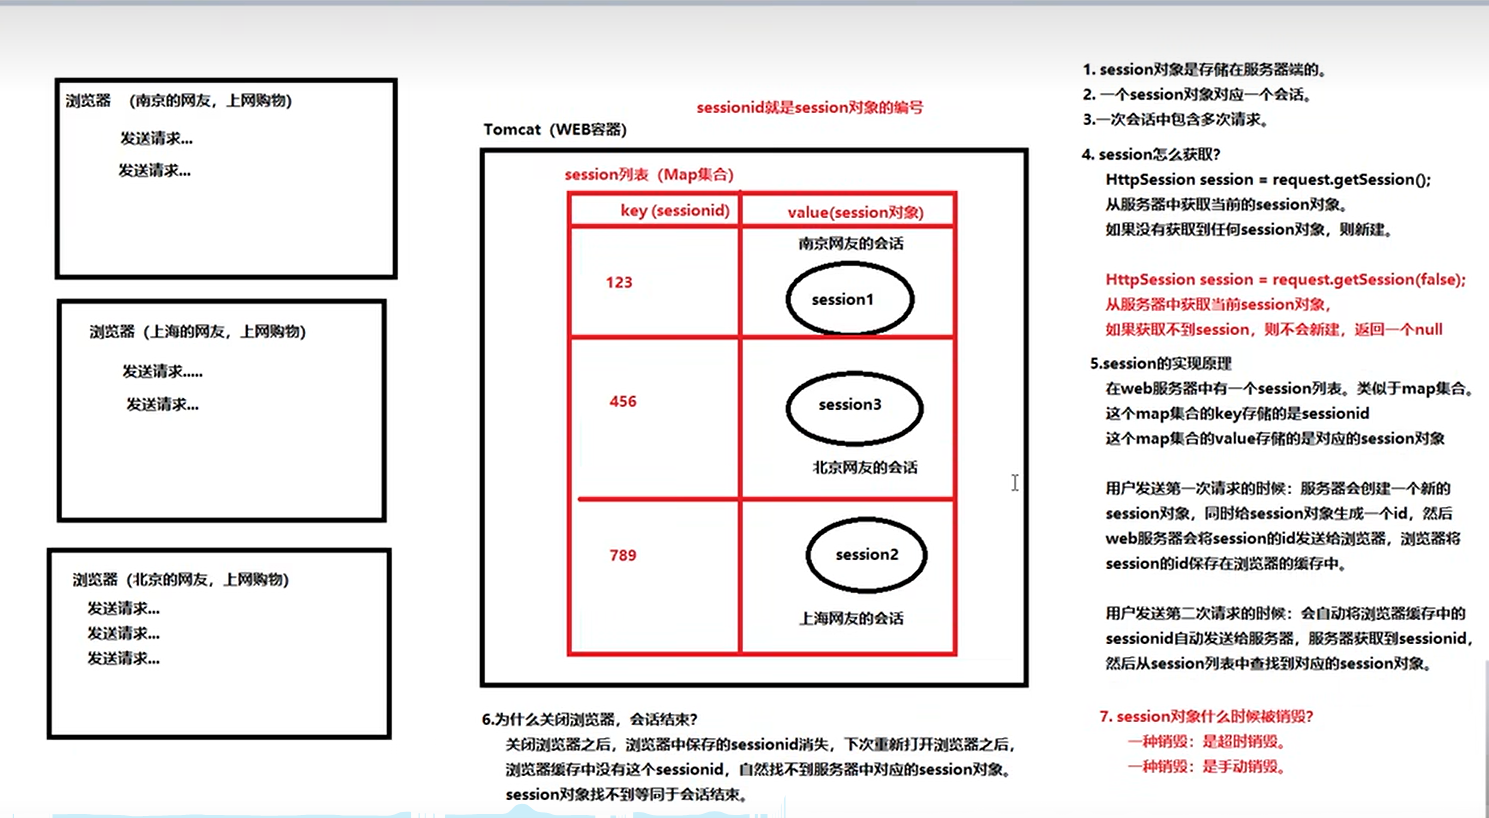 浏览器 （南京的网友，上网购物）
发送请求...
发送请求...
浏览器（上海的网友，上网购物）
发送请求.....
发送请求...
浏览器（北京的网友，上网购物）
发送请求...
发送请求...
发送请求...
sessionid就是session对象的编号
Tomcat（WEB容器）
session列表（Map集合）
key (sessionid)
value(session对象)
南京网友的会话
123
session1
456
session3
北京网友的会话
789
session2
上海网友的会话
6.为什么关闭浏览器，会话结束？
关闭浏览器之后，浏览器中保存的sessionid消失，下次重新打开浏览器之后，
浏览器缓存中没有这个sessionid，自然找不到服务器中对应的session对象。
session对象找不到等同于会话结束。
1. session对象是存储在服务器端的。
2. 一个session对象对应一个会话。
3.一次会话中包含多次请求。
4. session怎么获取？
HttpSession session = request.getSession();
从服务器中获取当前的session对象。
如果没有获取到任何session对象，则新建。
HttpSession session = request.getSession(false);
从服务器中获取当前session对象，
如果获取不到session，则不会新建，返回一个null
5.session的实现原理
在web服务器中有一个session列表。类似于map集合。
这个map集合的key存储的是sessionid
这个map集合的value存储的是对应的session对象
用户发送第一次请求的时候：服务器会创建一个新的
session对象，同时给session对象生成一个id，然后
web服务器会将session的id发送给浏览器，浏览器将
session的id保存在浏览器的缓存中。
用户发送第二次请求的时候：会自动将浏览器缓存中的
sessionid自动发送给服务器，服务器获取到sessionid，
然后从session列表中查找到对应的session对象。
7. session对象什么时候被销毁？
一种销毁：是超时销毁。
一种销毁：是手动销毁。